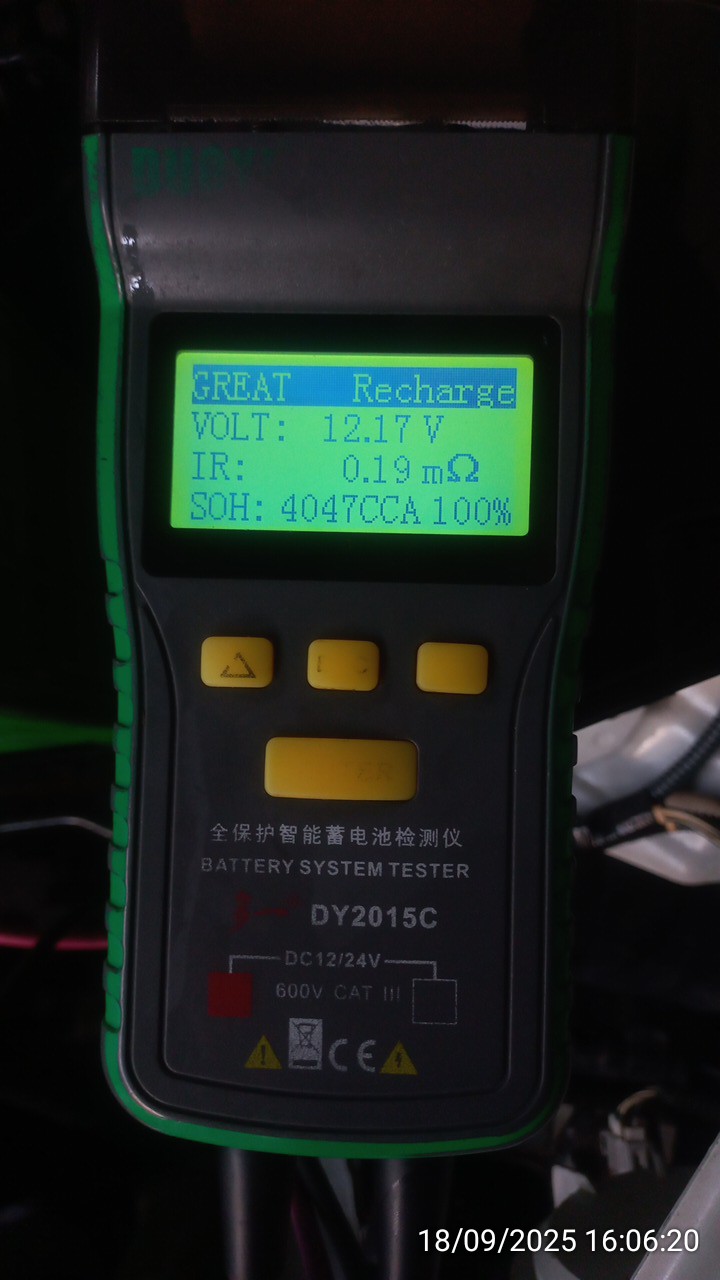 GREAT Recharge
VOLT: 12.17 V
IR: 0.19 mΩ
SOH: 4047CCA 100%
全保护智能蓄电池检测仪
BATTERY SYSTEM TESTER
DY2015C
DC12/24V
600V CAT III
CE
18/09/2025 16:06:20